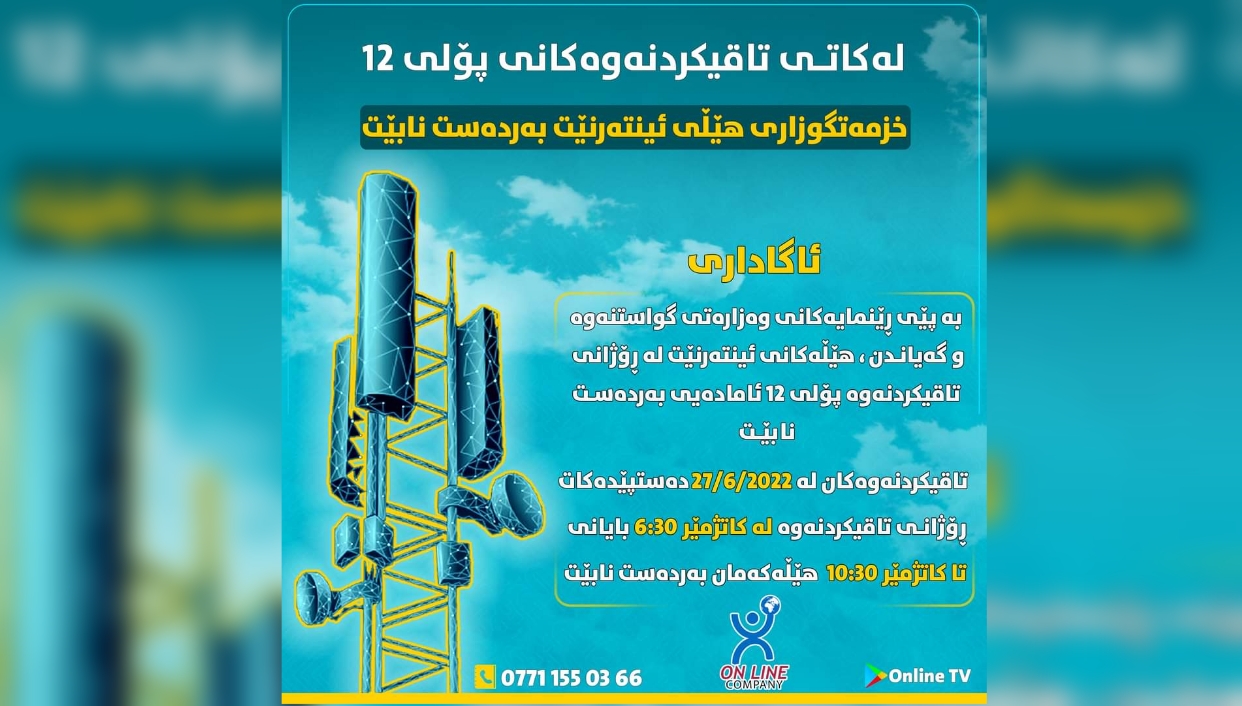 لەکاتی تاقیکردنەوەکانی پۆلی 12
خزمەتگوزاری هێڵی ئینتەرنێت بەردەست نابێت
ئاگاداری
بە پێی ڕێنمایەکانی وەزارەتی گواستنەوە
و گەیاندن ، هێڵەکانی ئینتەرنێت لە ڕۆژانی
تاقیکردنەوە پۆلی 12 ئامادەیی بەردەست
نابێت
تاقیکردنەوەکان لە 27/6/2022 دەستپێدەکات
ڕۆژانی تاقیکردنەوە لە کاتژمێر 6:30 بایانی
تا کاتژمێر 10:30 هێڵەکەمان بەردەست نابێت
ON LINE
COMPANY
0771 155 03 66
Online TV